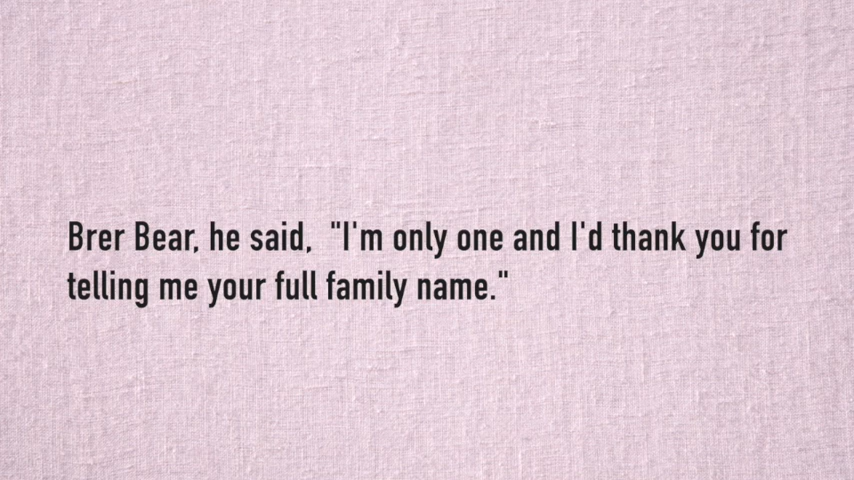 Brer Bear, he said,  "I'm only one and I'd thank you for
telling me your full family name."